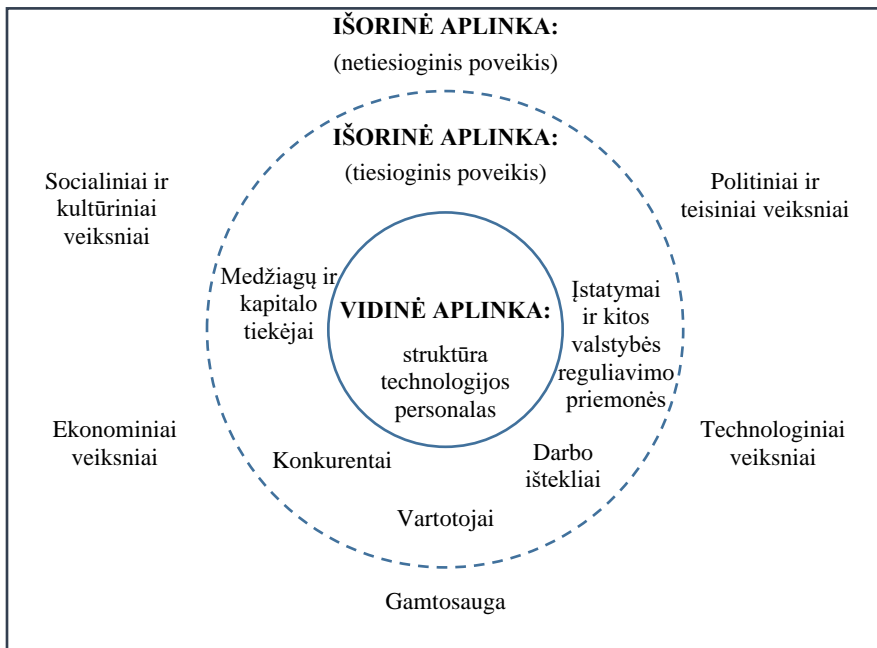 IŠORINĖ APLINKA:
(netiesioginis poveikis)
IŠORINĖ APLINKA:
(tiesioginis poveikis)
Socialiniai ir
kultūriniai
veiksniai
Politiniai ir
teisiniai veiksniai
Medžiagų ir
kapitalo
tiekėjai
VIDINĖ APLINKA:
struktūra
technologijos
personalas
Įstatymai
ir kitos
valstybės
reguliavimo
priemonės
Ekonominiai
veiksniai
Konkurentai
Darbo
ištekliai
Technologiniai
veiksniai
Vartotojai
Gamtosauga